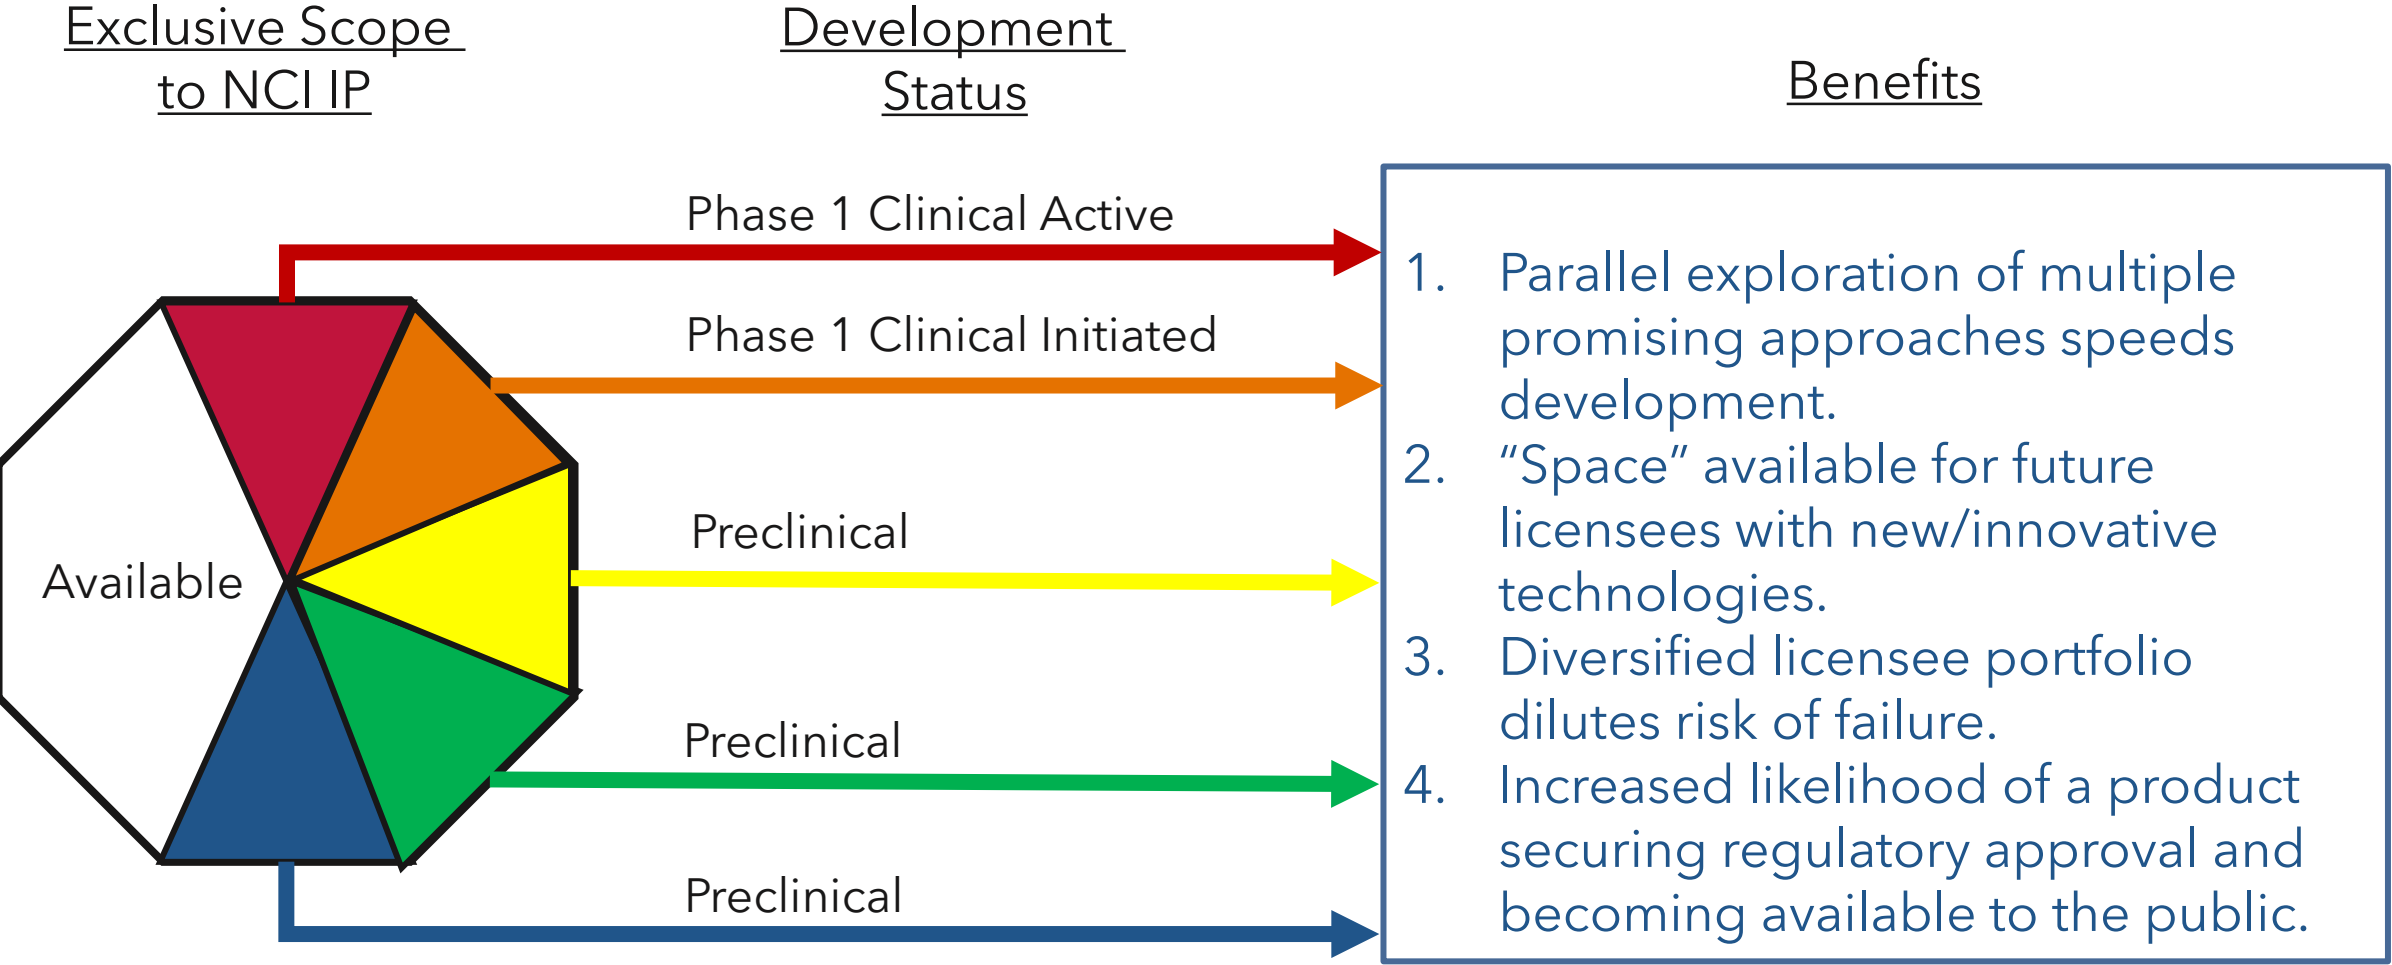 Exclusive Scope
to NCI IP
Development
Status
Benefits
Phase 1 Clinical Active
Phase 1 Clinical Initiated
Preclinical
Preclinical
Preclinical
Available
1. Parallel exploration of multiple
promising approaches speeds
development.
2. “Space” available for future
licensees with new/innovative
technologies.
3. Diversified licensee portfolio
dilutes risk of failure.
4. Increased likelihood of a product
securing regulatory approval and
becoming available to the public.